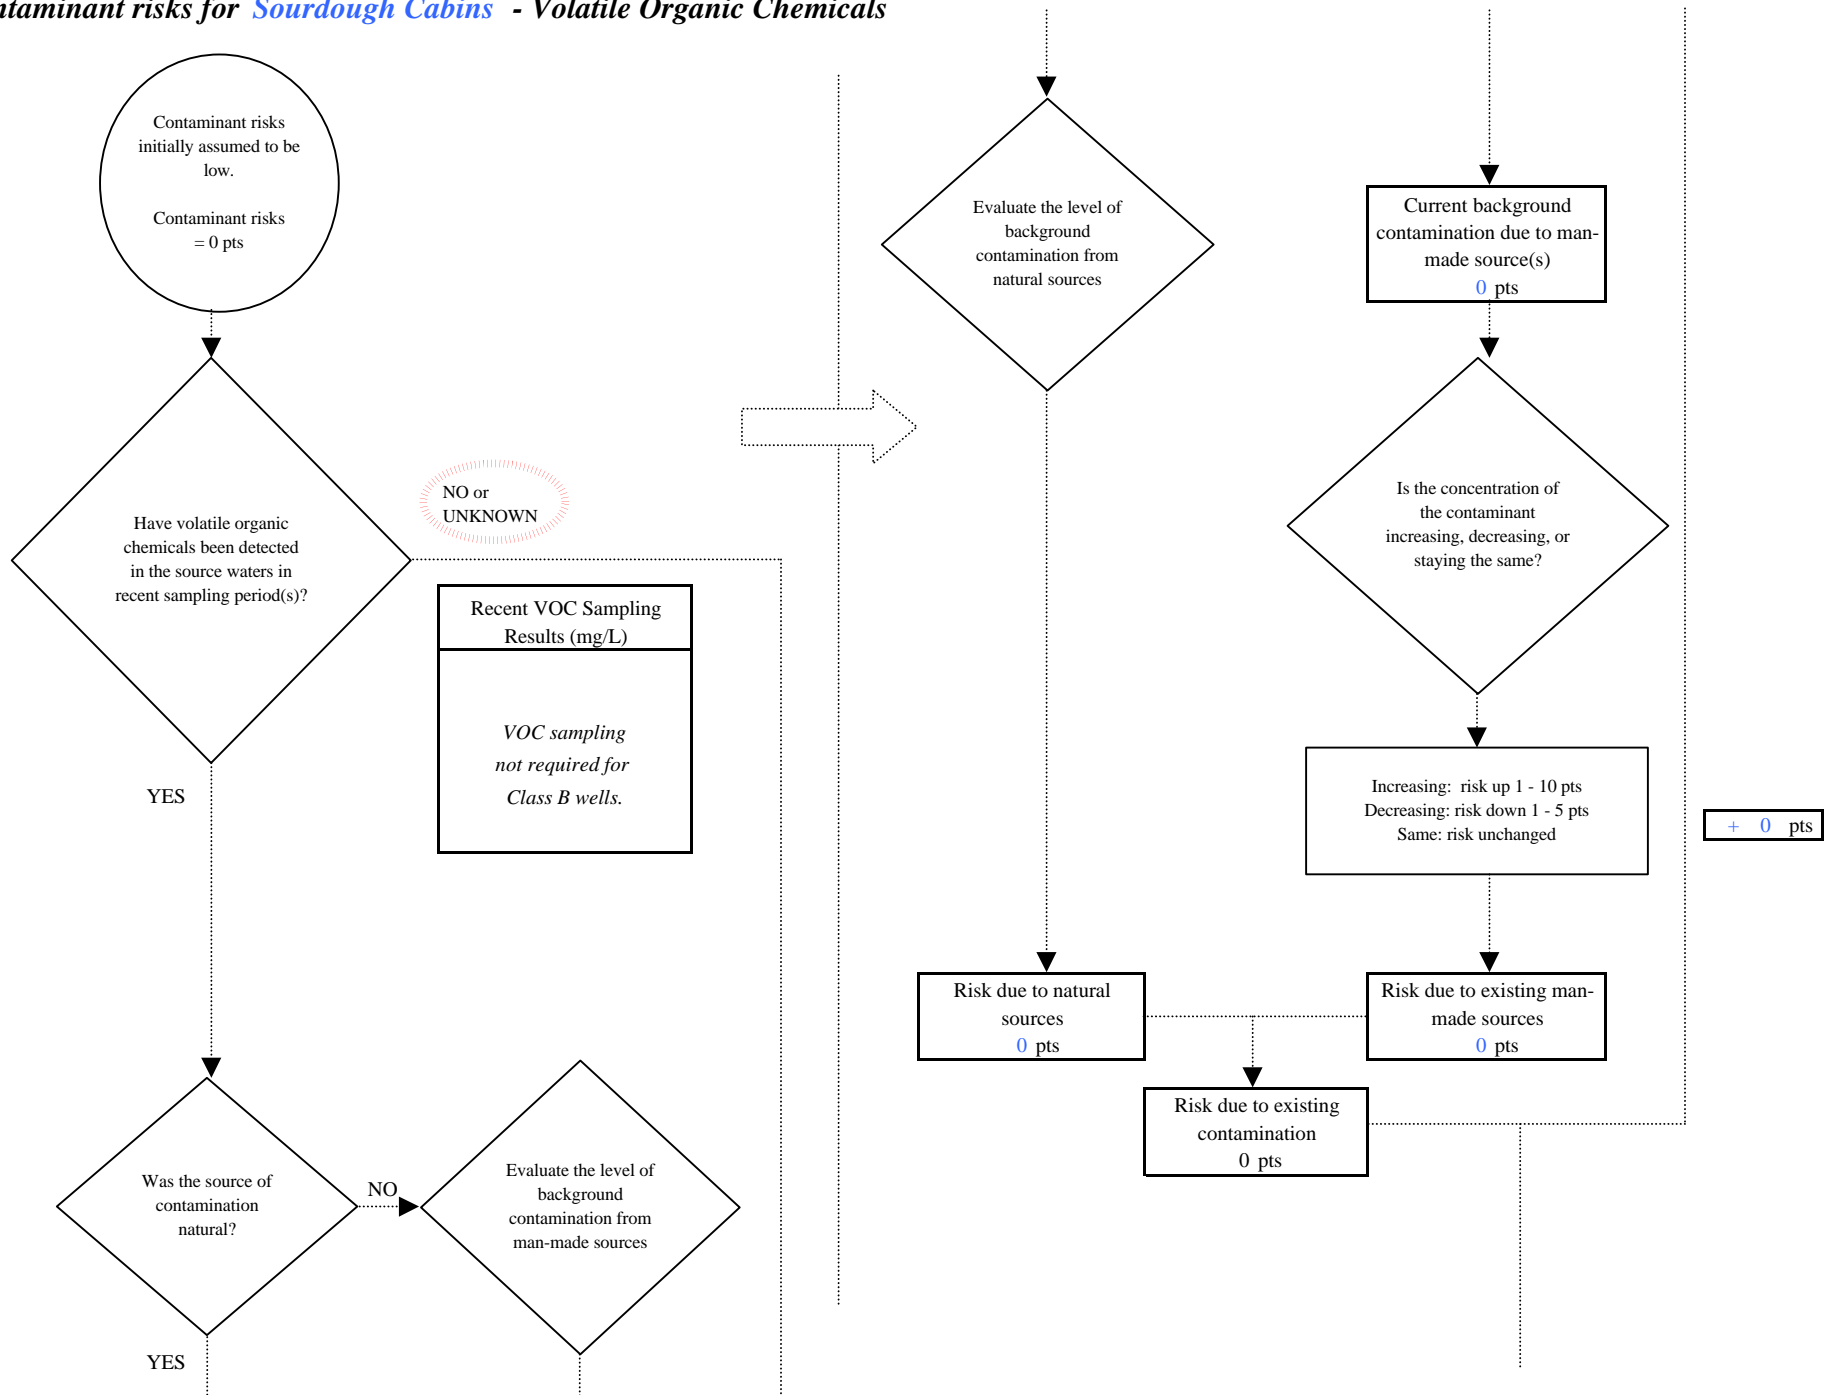 ntaminant risks for Sourdough Cabins - Volatile Organic Chemicals
Contaminant risks
initially assumed to be
low.
Contaminant risks
= 0 pts
Have volatile organic
chemicals been detected
in the source waters in
recent sampling period(s)?
NO or
UNKNOWN
Recent VOC Sampling
Results (mg/L)
VOC sampling
not required for
Class B wells.
YES
Was the source of
contamination
natural?
NO
Evaluate the level of
background
contamination from
man-made sources
YES
Evaluate the level of
background
contamination from
natural sources
Current background
contamination due to man-
made source(s)
0 pts
Is the concentration of
the contaminant
increasing, decreasing, or
staying the same?
Increasing: risk up 1 - 10 pts
Decreasing: risk down 1 - 5 pts
Same: risk unchanged
+ 0 pts
Risk due to natural
sources
0 pts
Risk due to existing man-
made sources
0 pts
Risk due to existing
contamination
0 pts